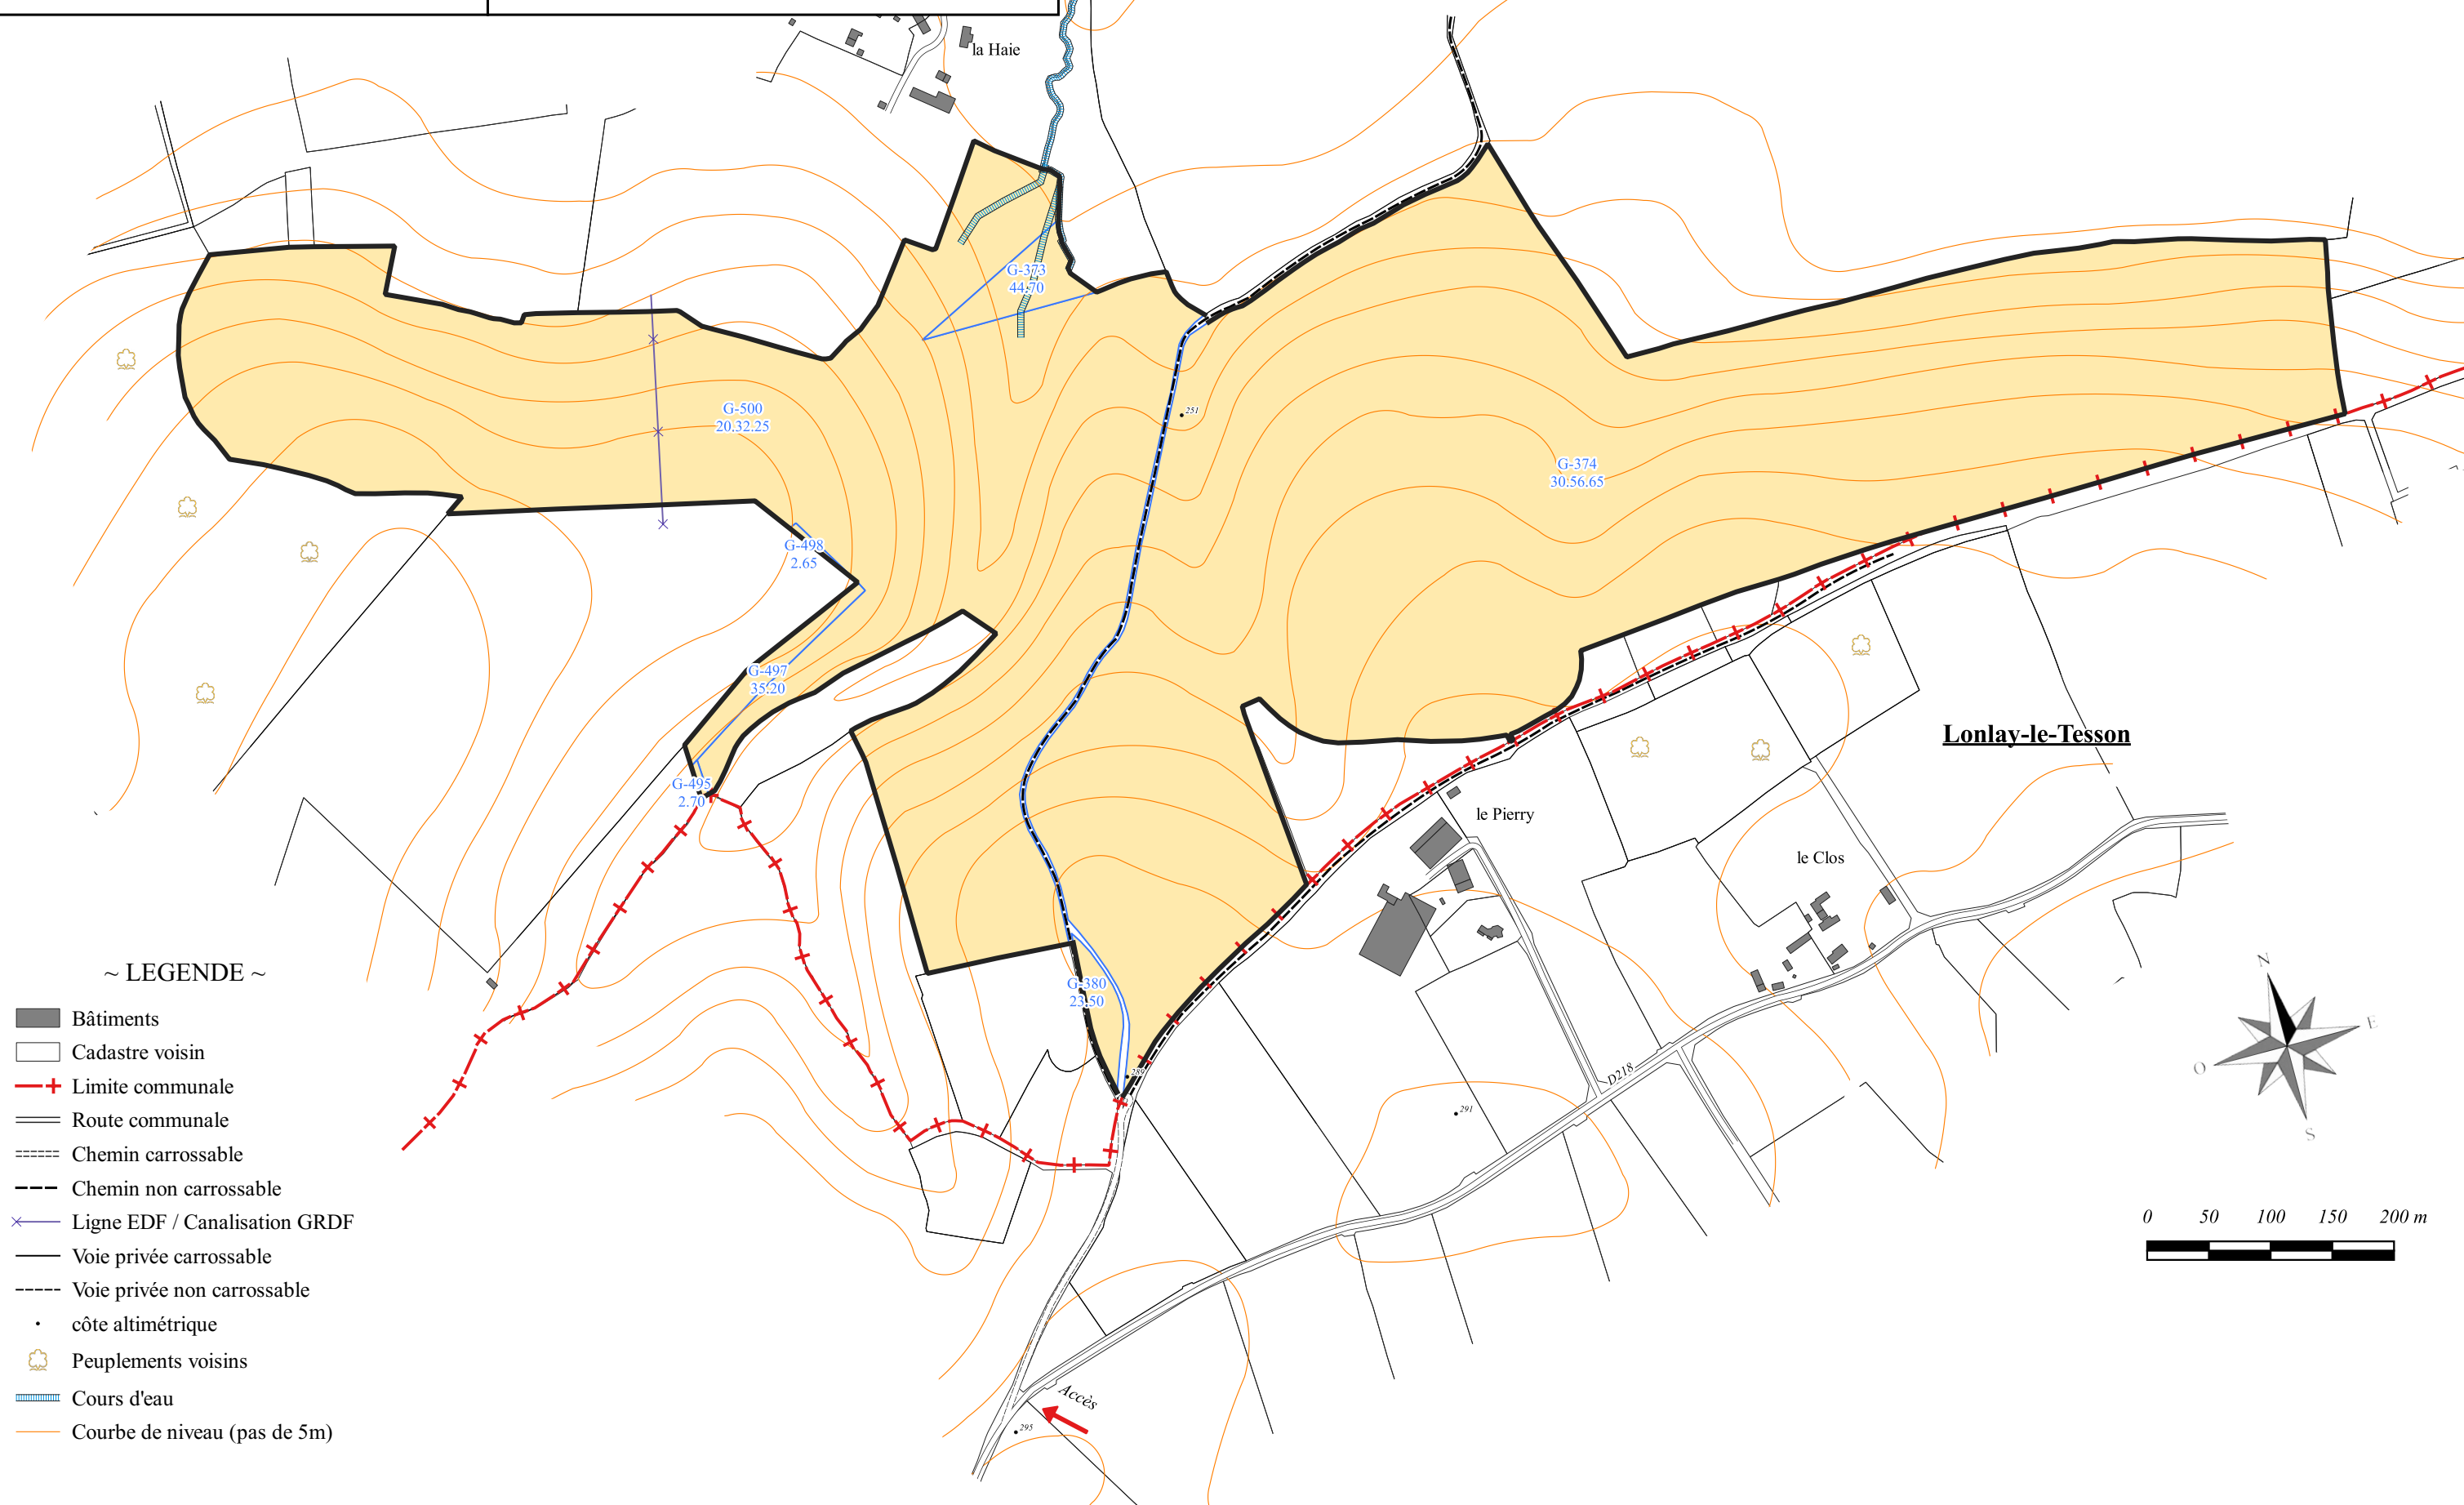 la Haie
G-373
44.70
251
G-500
20.32.25
G-374
30.56.65
G-498
2.65
G-497
35.20
G-495
2.70
Lonlay-le-Tesson
le Pierry
le Clos
G-380
23.50
289
291
D218
N
E
O
S
0 50 100 150 200 m
Accès
295
~ LEGENDE ~
Bâtiments
Cadastre voisin
Limite communale
Route communale
Chemin carrossable
Chemin non carrossable
Ligne EDF / Canalisation GRDF
Voie privée carrossable
Voie privée non carrossable
côte altimétrique
Peuplements voisins
Cours d'eau
Courbe de niveau (pas de 5m)